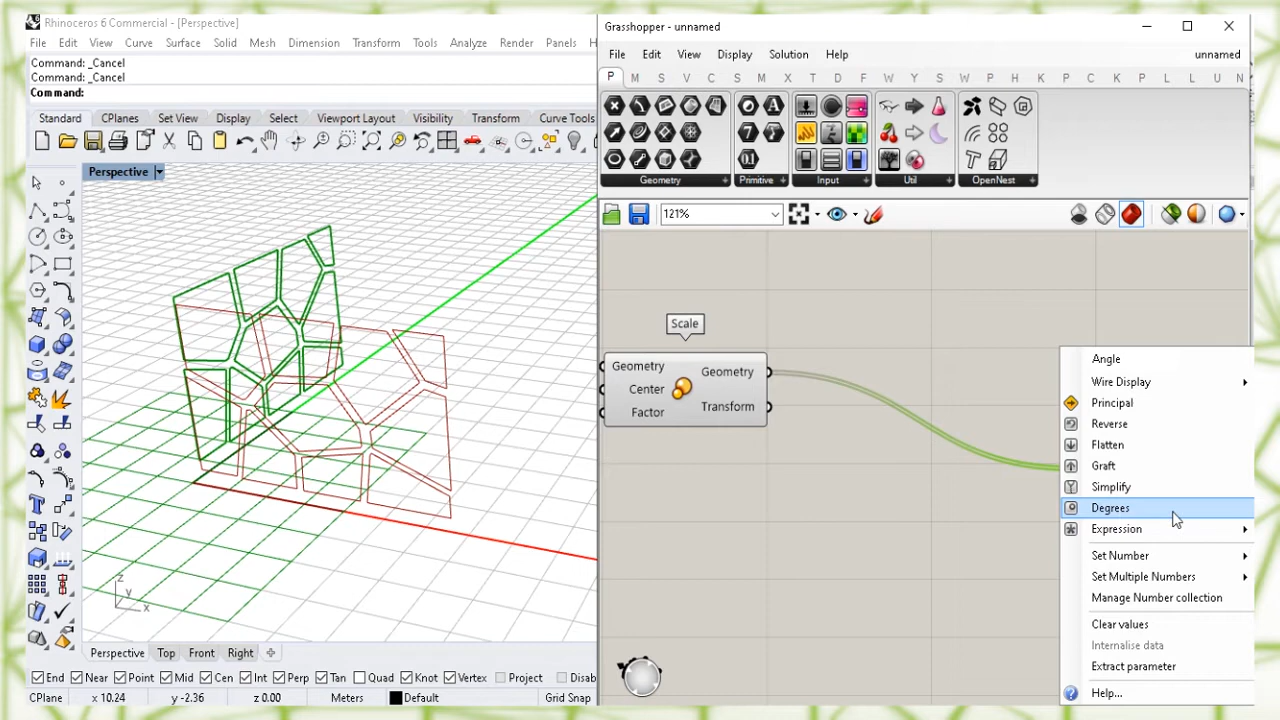 Rhinoceros 6 Commercial - [Perspective]
File Edit View Curve Surface Solid Mesh Dimension Transform Tools Analyze Render Panels
Command: _Cancel
Command: _Cancel
Command:
Standard CPlanes Set View Display Select Viewport Layout Visibility Transform Curve Tools
Perspective
z
y
x
Perspective Top Front Right
End Near Point Mid Cen Int Perp Tan Quad Knot Vertex Project Disab
CPlane x 10.24 y -2.36 z 0.00 Meters Default Grid Snap
Grasshopper - unnamed
File Edit View Display Solution Help unnamed
P M S V C S M X T D F W Y S W P H K P C K P L L U N
Geometry Primitive Input Util OpenNest
121%
Scale
Geometry Geometry
Center
Factor Transform
Angle
Wire Display
Principal
Reverse
Flatten
Graft
Simplify
Degrees
Expression
Set Number
Set Multiple Numbers
Manage Number collection
Clear values
Internalise data
Extract parameter
Help...